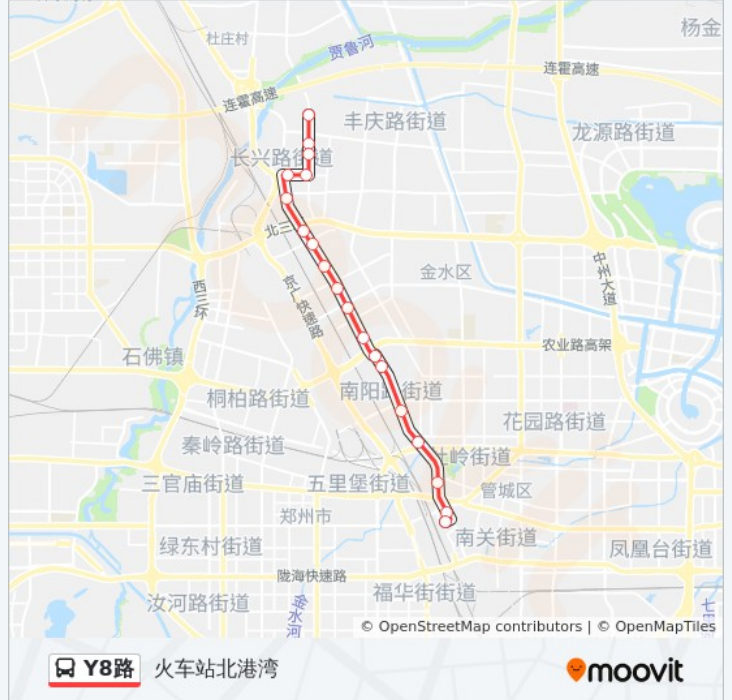 杨金
杜庄村
贾鲁河
连霍高速
连霍高速
丰庆路街道
龙源路街道
长兴路街道
北三
金水区
中州大道
西三环
京广快速路
农业路高架
石佛镇
南阳路街道
桐柏路街道
花园路街道
秦岭路街道
杜岭街道
三官庙街道
五里堡街道
管城区
郑州市
南关街道
绿东村街道
凤凰台街道
陇海快速路
福华街街道
汝河路街道
金水河
© OpenStreetMap contributors | © OpenMapTiles
Y8路 火车站北港湾
moovit